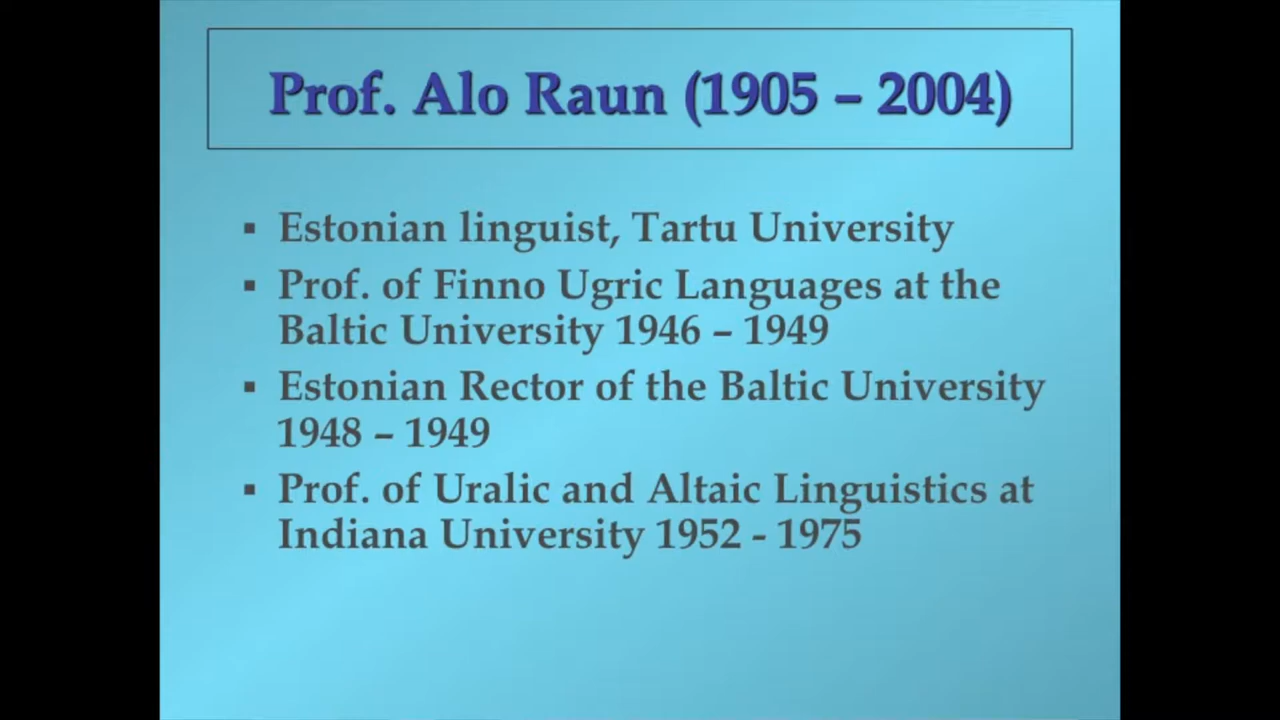 Prof. Alo Raun (1905 – 2004)
▪ Estonian linguist, Tartu University
▪ Prof. of Finno Ugric Languages at the
Baltic University 1946 – 1949
▪ Estonian Rector of the Baltic University
1948 – 1949
▪ Prof. of Uralic and Altaic Linguistics at
Indiana University 1952 - 1975